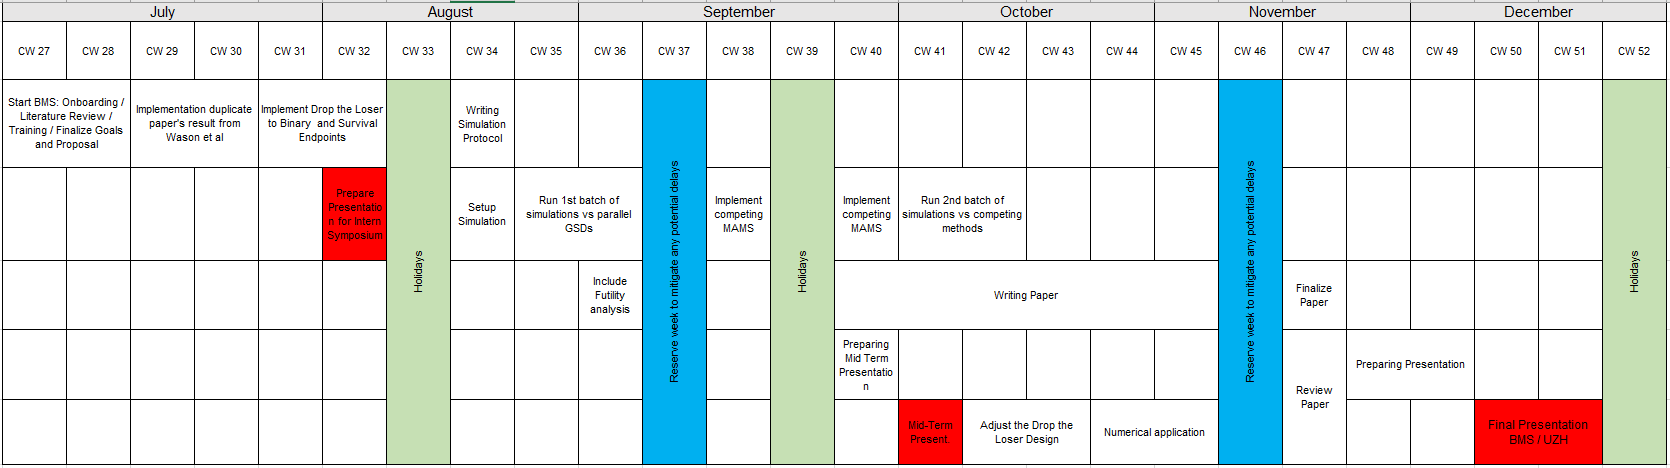 July August September October November December
CW 27 CW 28 CW 29 CW 30 CW 31 CW 32 CW 33 CW 34 CW 35 CW 36 CW 37 CW 38 CW 39 CW 40 CW 41 CW 42 CW 43 CW 44 CW 45 CW 46 CW 47 CW 48 CW 49 CW 50 CW 51 CW 52
Start BMS: Onboarding /
Literature Review /
Training / Finalize Goals
and Proposal
Implementation duplicate
paper's result from
Wason et al
Implement Drop the Loser
to Binary and Survival
Endpoints
Writing
Simulation
Protocol
Prepare
Presentatio
n for Intern
Symposium
Holidays
Setup
Simulation
Run 1st batch of
simulations vs parallel
GSDs
Reserve week to mitigate any potential delays
Implement
competing
MAMS
Holidays
Implement
competing
MAMS
Run 2nd batch of
simulations vs competing
methods
Reserve week to mitigate any potential delays
Holidays
Include
Futility
analysis
Writing Paper
Finalize
Paper
Preparing
Mid Term
Presentatio
n
Review
Paper
Preparing Presentation
Mid-Term
Present.
Adjust the Drop the
Loser Design
Numerical application
Final Presentation
BMS / UZH